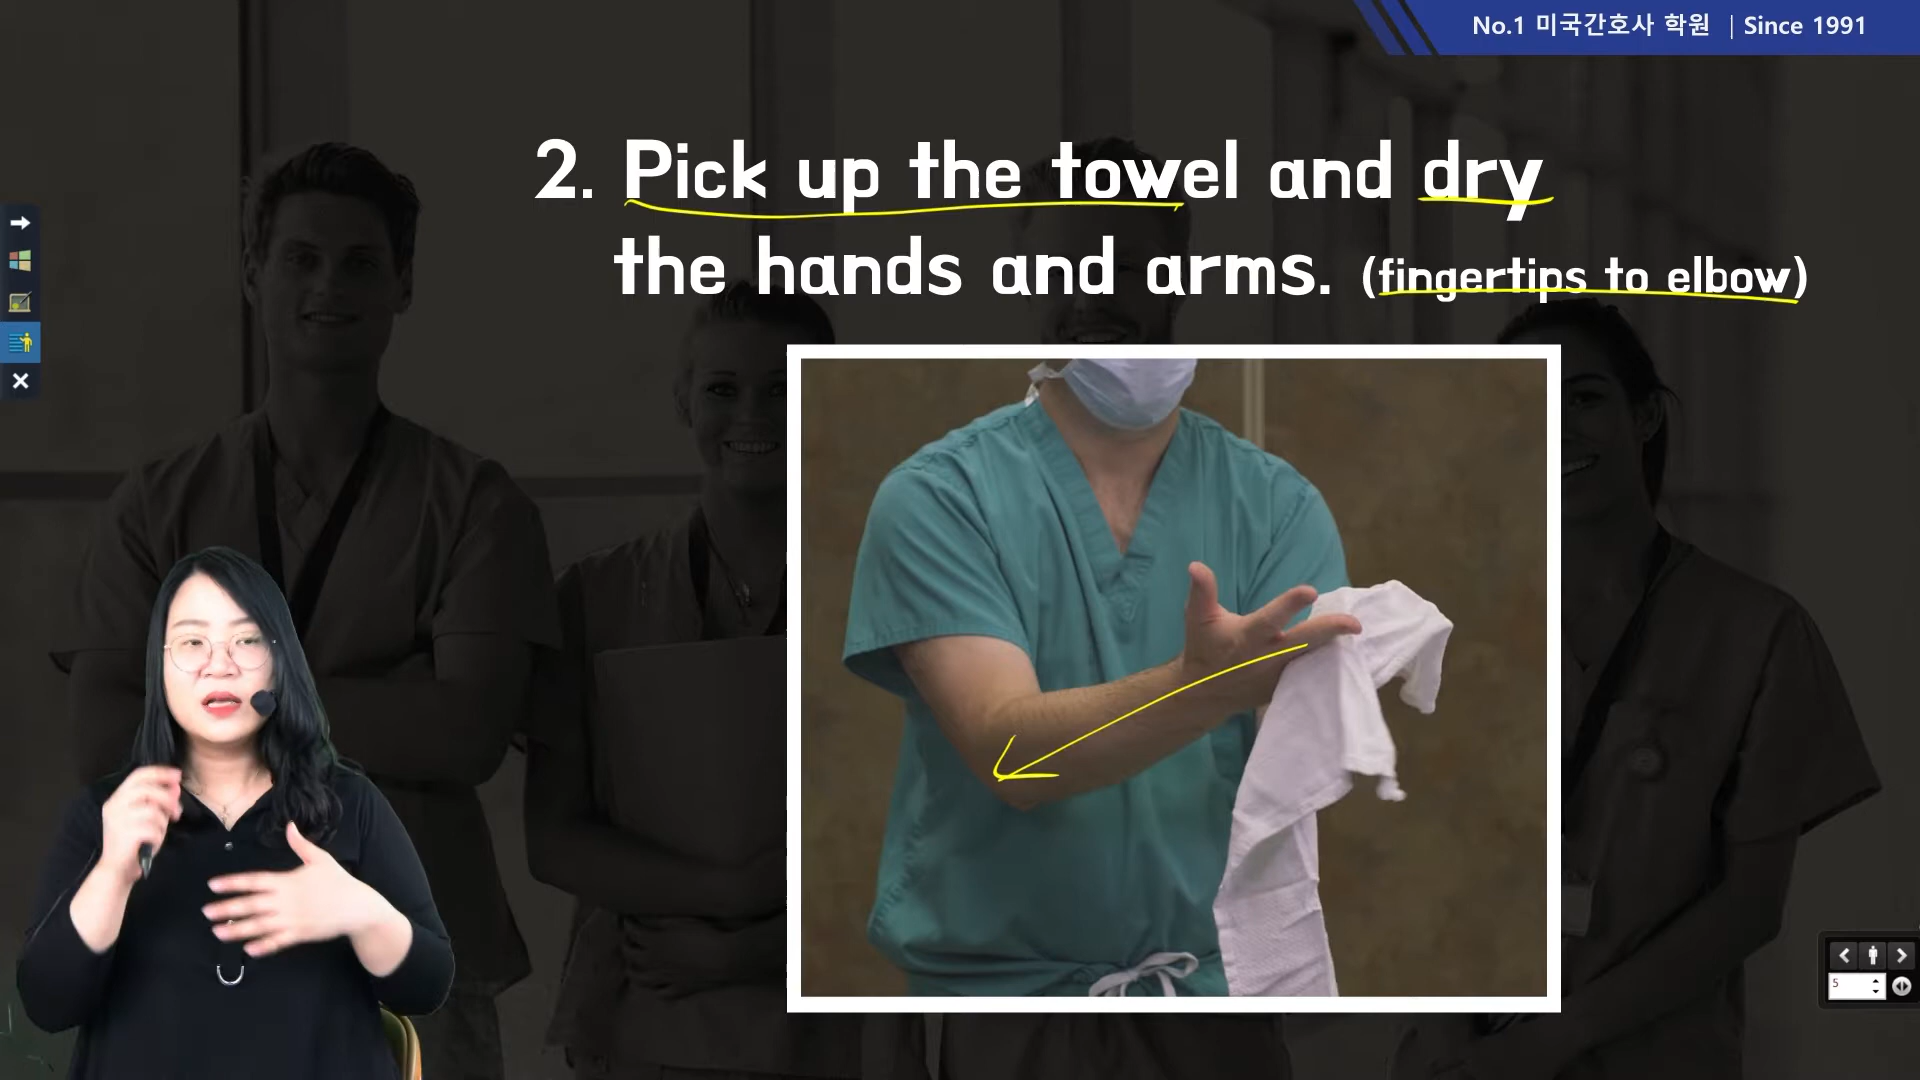 No.1 미국간호사 학원 | Since 1991
2. Pick up the towel and dry
the hands and arms. (fingertips to elbow)
5